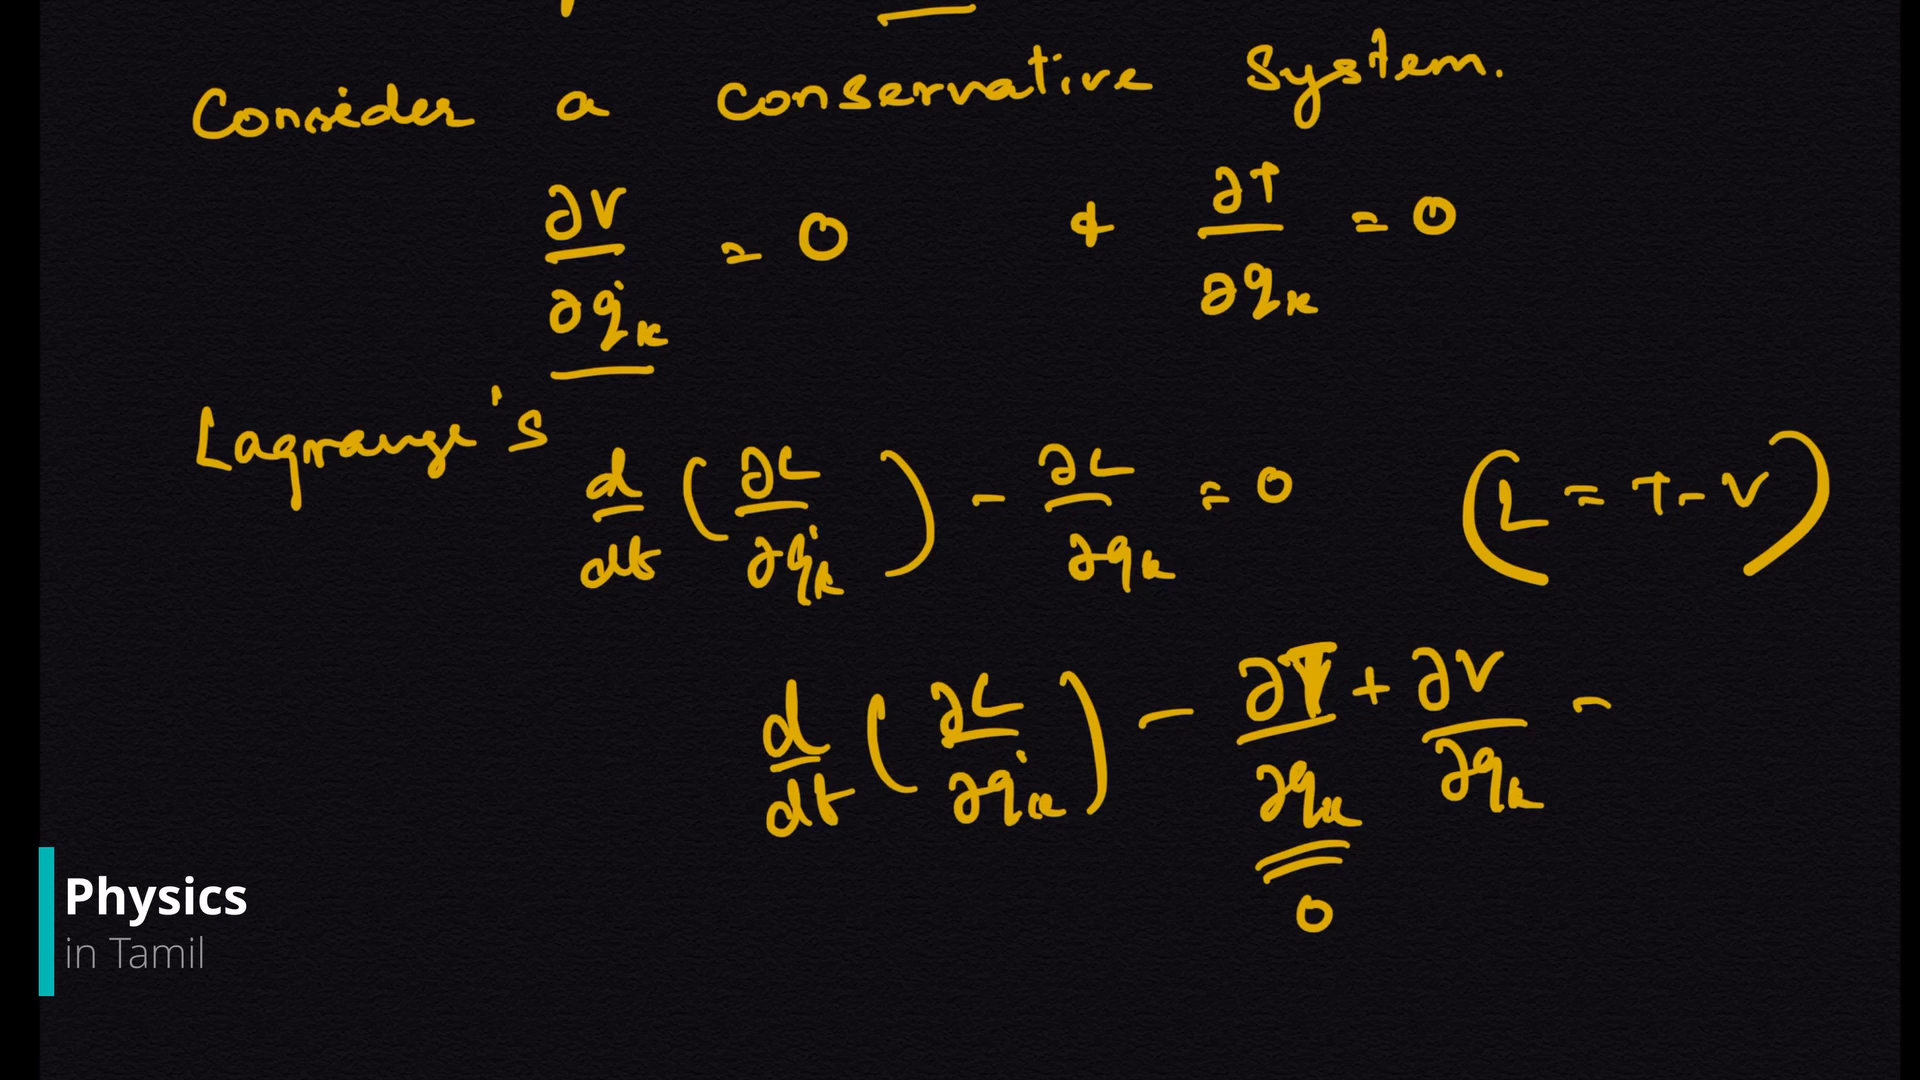 Consider a conservative system.
∂V/∂q̇ₖ = 0 & ∂T/∂qₖ = 0
Lagrange's
d/dt (∂L/∂q̇ₖ) - ∂L/∂qₖ = 0 (L = T - V)
d/dt (∂L/∂q̇ₖ) - ∂T/∂qₖ + ∂V/∂qₖ -
0
Physics
in Tamil